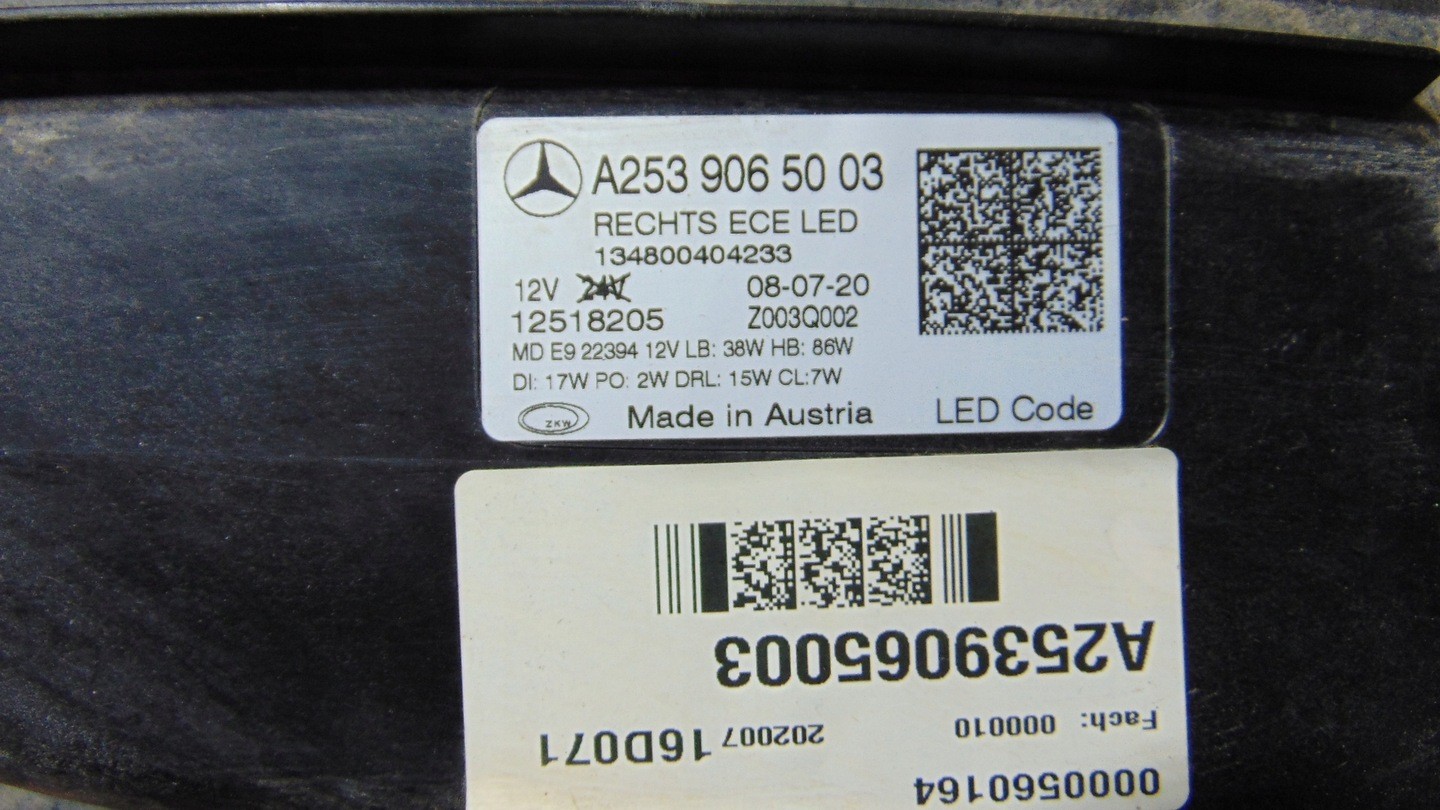 A253 906 50 03
RECHTS ECE LED
134800404233
12V 24V 08-07-20
12518205 Z003Q002
MD E9 22394 12V LB: 38W HB: 86W
DI: 17W PO: 2W DRL: 15W CL:7W
ZKW Made in Austria LED Code
0000560164
Fach: 000010 202007 16D071
A2539065003